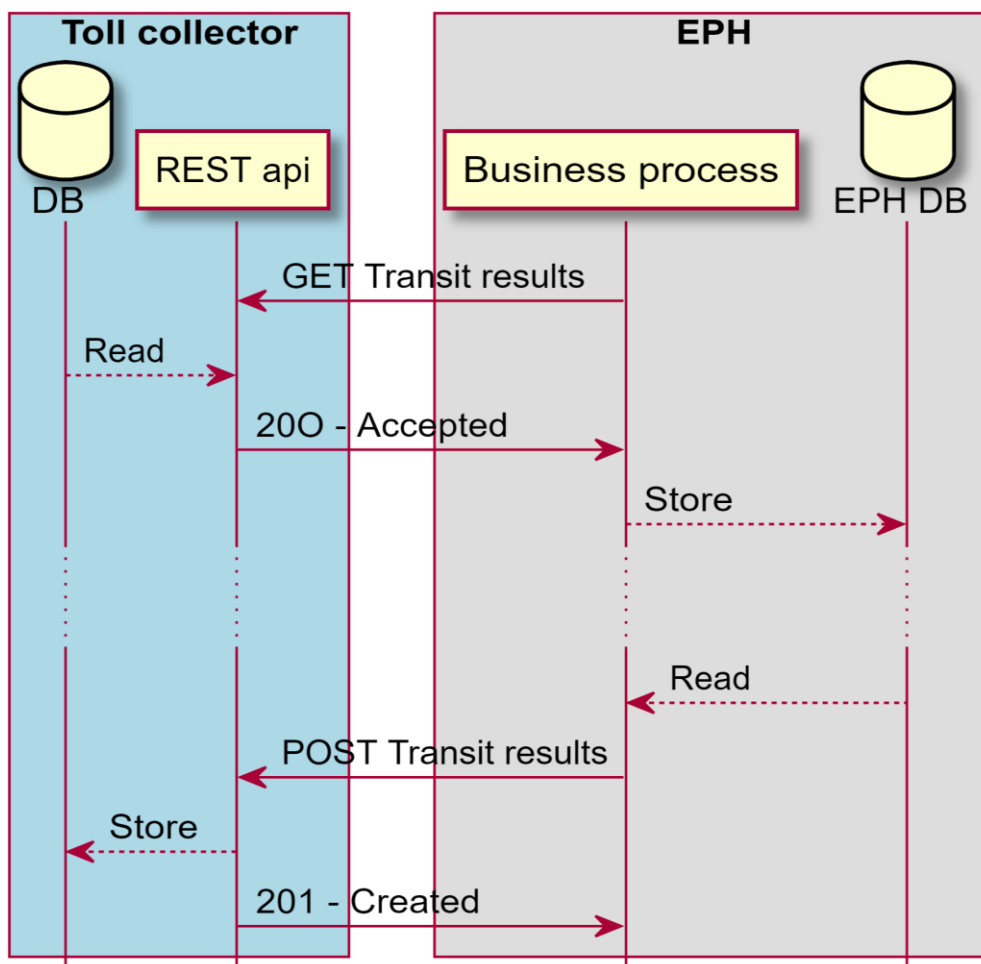 Toll collector
EPH
DB
REST api
Business process
EPH DB
GET Transit results
Read
20O - Accepted
Store
Read
POST Transit results
Store
201 - Created